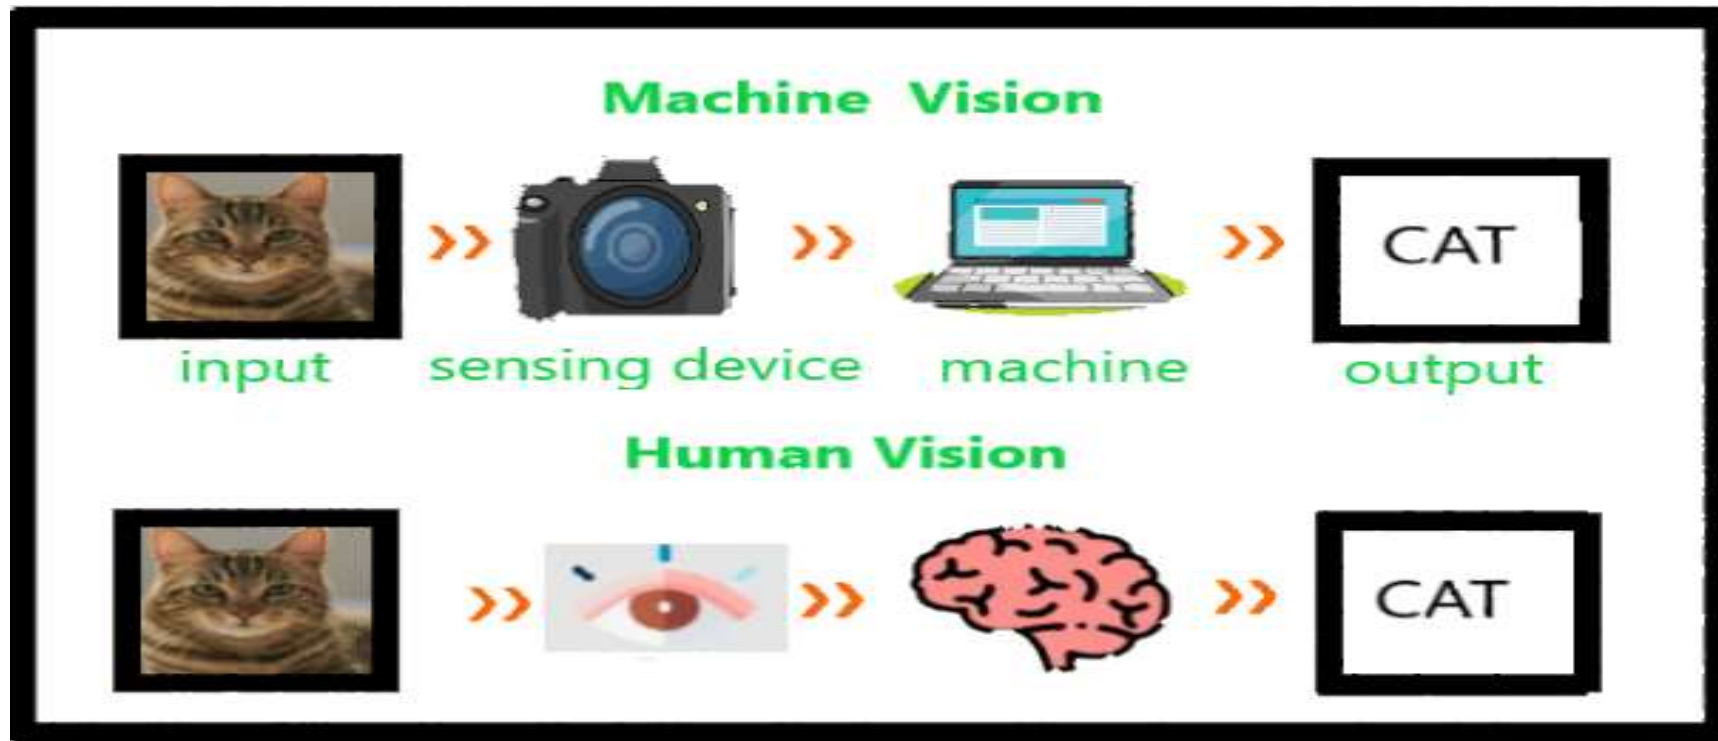 Machine Vision
CAT
input sensing device machine output
Human Vision
CAT